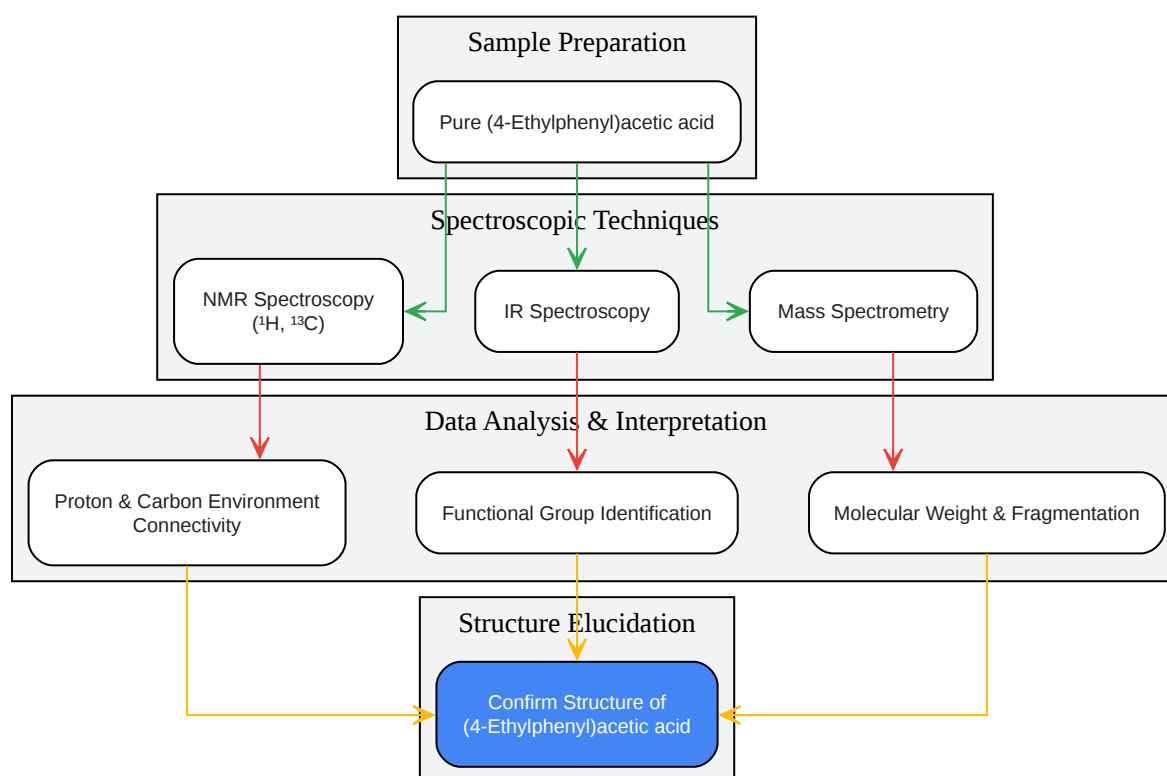 Sample Preparation
Pure (4-Ethylphenyl)acetic acid
Spectroscopic Techniques
NMR Spectroscopy
(¹H, ¹³C)
IR Spectroscopy
Mass Spectrometry
Data Analysis & Interpretation
Proton & Carbon Environment
Connectivity
Functional Group Identification
Molecular Weight & Fragmentation
Structure Elucidation
Confirm Structure of
(4-Ethylphenyl)acetic acid